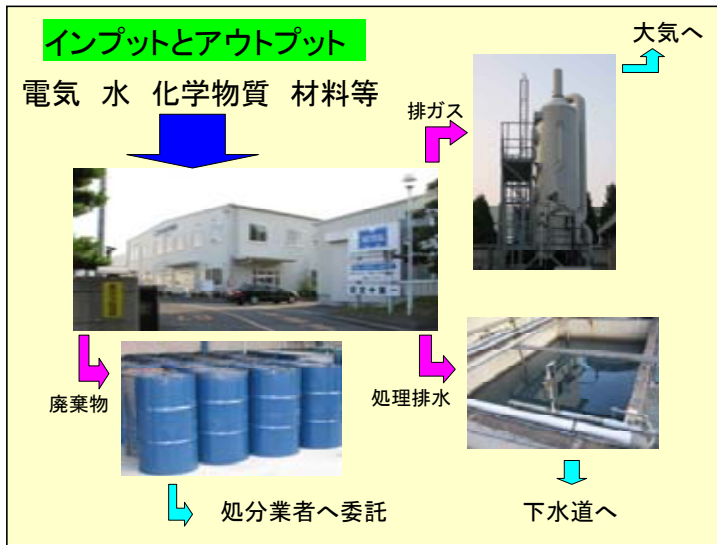 インプットとアウトプット
大気へ
電気 水 化学物質 材料等
排ガス
廃棄物
処理排水
処分業者へ委託
下水道へ